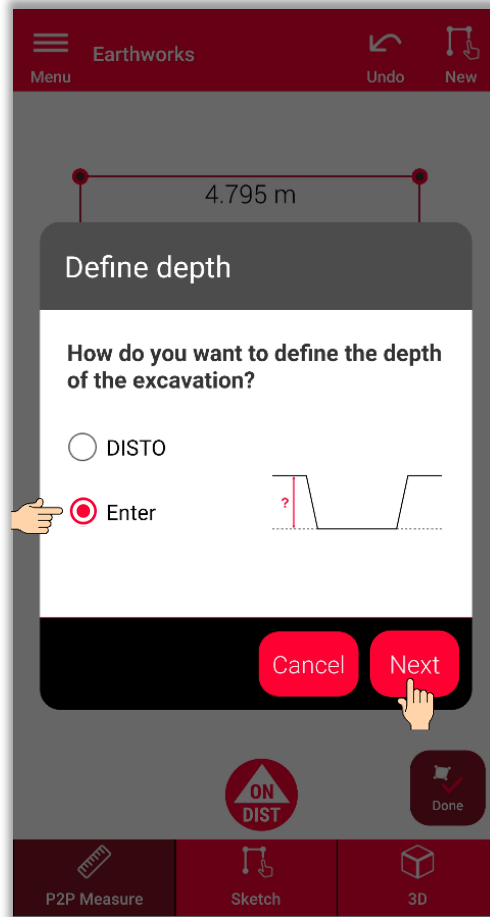 Earthworks
Menu
Undo
New
4.795 m
Define depth
How do you want to define the depth
of the excavation?
DISTO
Enter
?
Cancel
Next
ON
DIST
Done
P2P Measure
Sketch
3D